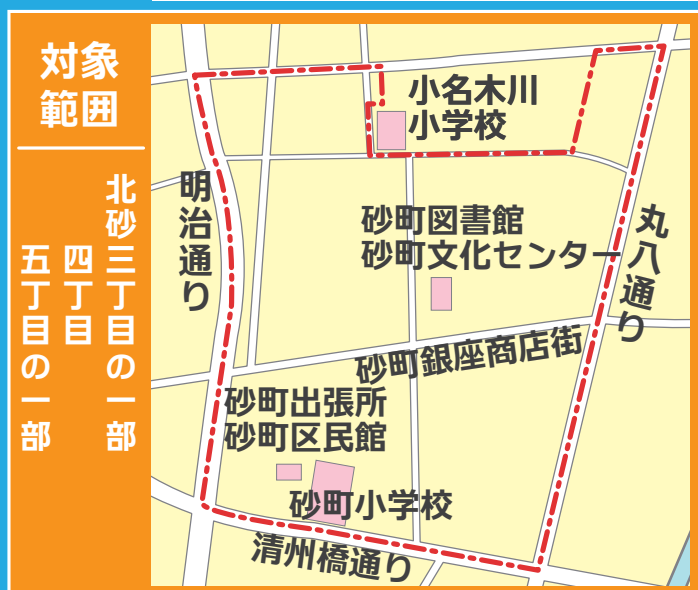 対象
範囲
北砂三丁目の一部
四丁目
五丁目の一部
小名木川
小学校
明治通り
砂町図書館
砂町文化センター
丸八通り
砂町銀座商店街
砂町出張所
砂町区民館
砂町小学校
清州橋通り